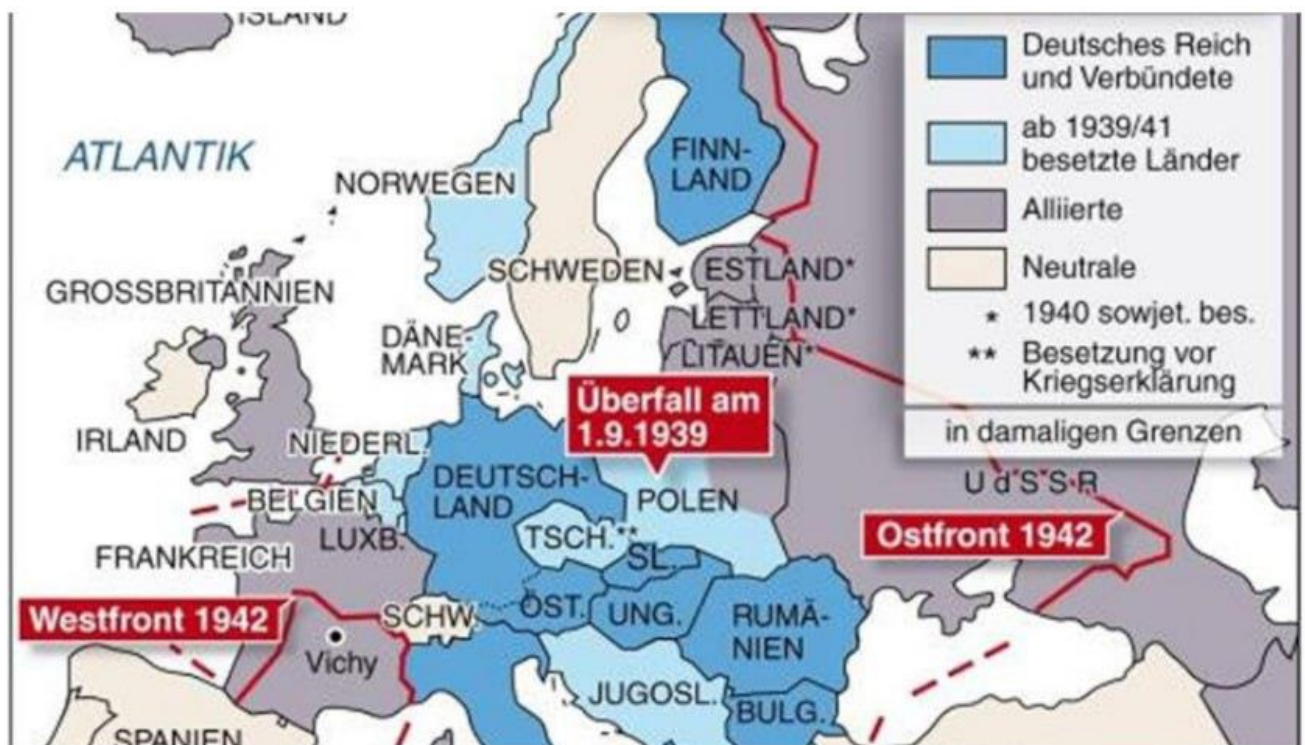 ISLAND
ATLANTIK
NORWEGEN
FINN-
LAND
SCHWEDEN
ESTLAND*
LETTLAND*
LITAUEN*
GROSSBRITANNIEN
DÄNE-
MARK
IRLAND
NIEDERL.
BELGIEN
LUXB.
FRANKREICH
DEUTSCH-
LAND
Überfall am
1.9.1939
POLEN
TSCH.**
SL.
UdSSR
Ostfront 1942
Westfront 1942
Vichy
SCHW.
ÖST.
UNG.
RUMÄ-
NIEN
JUGOSL.
BULG.
SPANIEN
Deutsches Reich
und Verbündete
ab 1939/41
besetzte Länder
Alliierte
Neutrale
* 1940 sowjet. bes.
** Besetzung vor
Kriegserklärung
in damaligen Grenzen